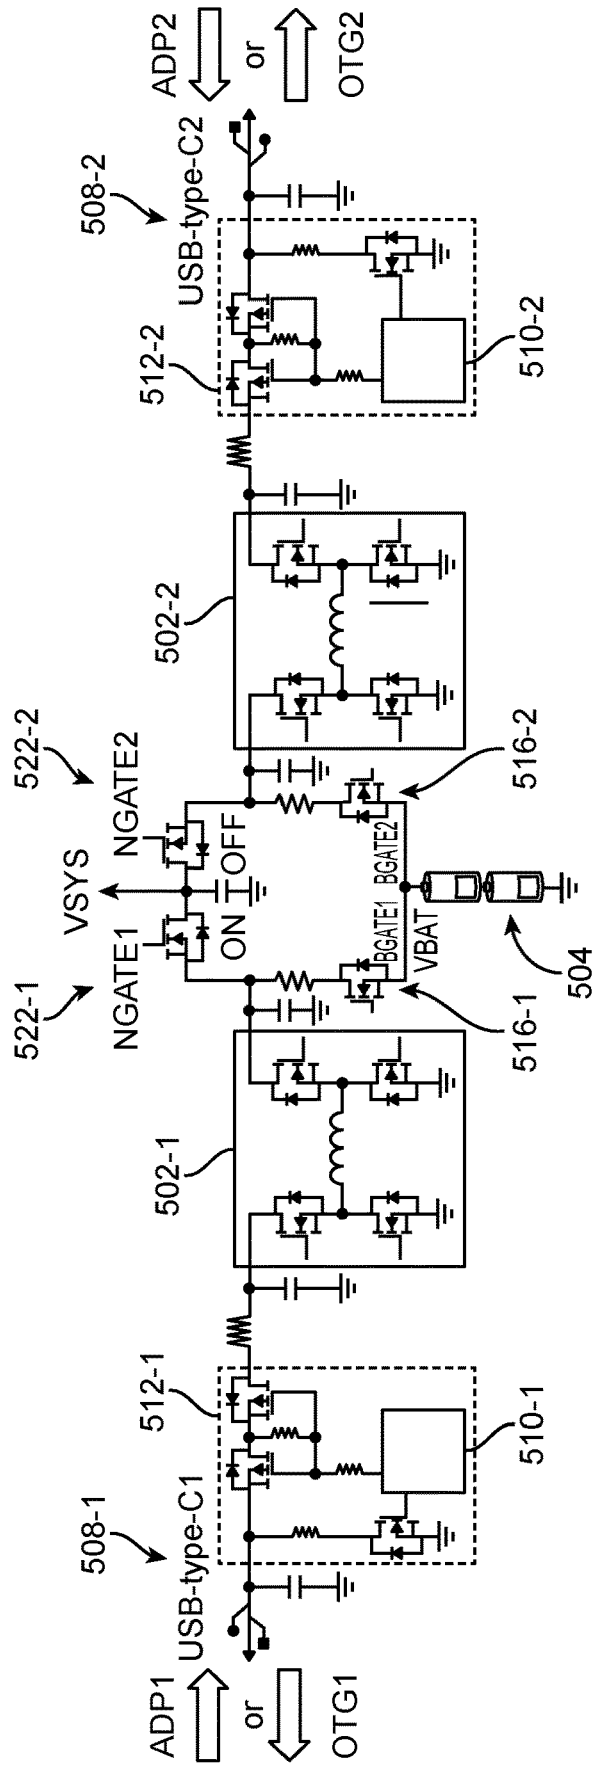 522-1
522-2
NGATE1
VSYS
NGATE2
ON
OFF
508-1
USB-type-C1
512-1
502-1
502-2
512-2
508-2
USB-type-C2
ADP1
or
OTG1
ADP2
or
OTG2
BGATE1
BGATE2
VBAT
510-1
516-1
504
516-2
510-2